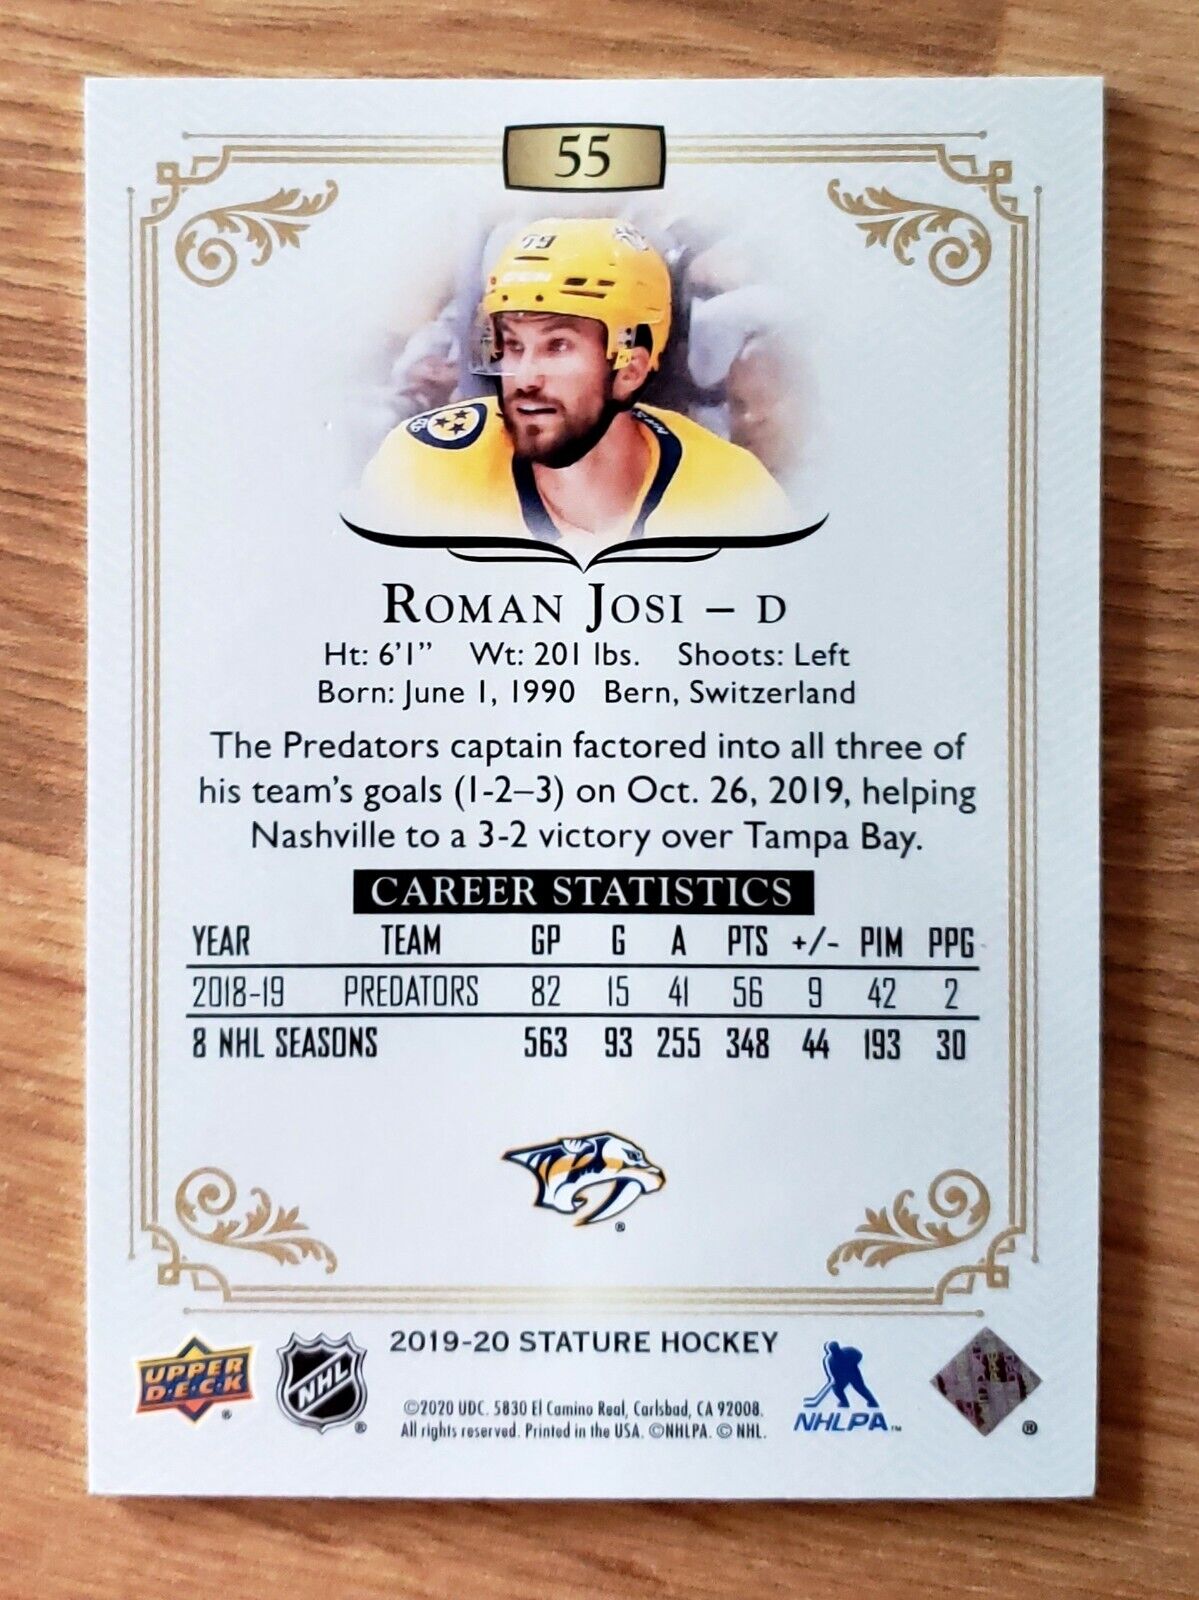 55
ROMAN JOSI – D
Ht: 6'1" Wt: 201 lbs. Shoots: Left
Born: June 1, 1990 Bern, Switzerland
The Predators captain factored into all three of
his team's goals (1-2–3) on Oct. 26, 2019, helping
Nashville to a 3-2 victory over Tampa Bay.
CAREER STATISTICS
YEAR TEAM GP G A PTS +/- PIM PPG
2018-19 PREDATORS 82 15 41 56 9 42 2
8 NHL SEASONS 563 93 255 348 44 193 30
®
2019-20 STATURE HOCKEY
UPPER
DECK ®
NHL ®
©2020 UDC. 5830 El Camino Real, Carlsbad, CA 92008.
All rights reserved. Printed in the USA. ©NHLPA. © NHL.
NHLPA™
®